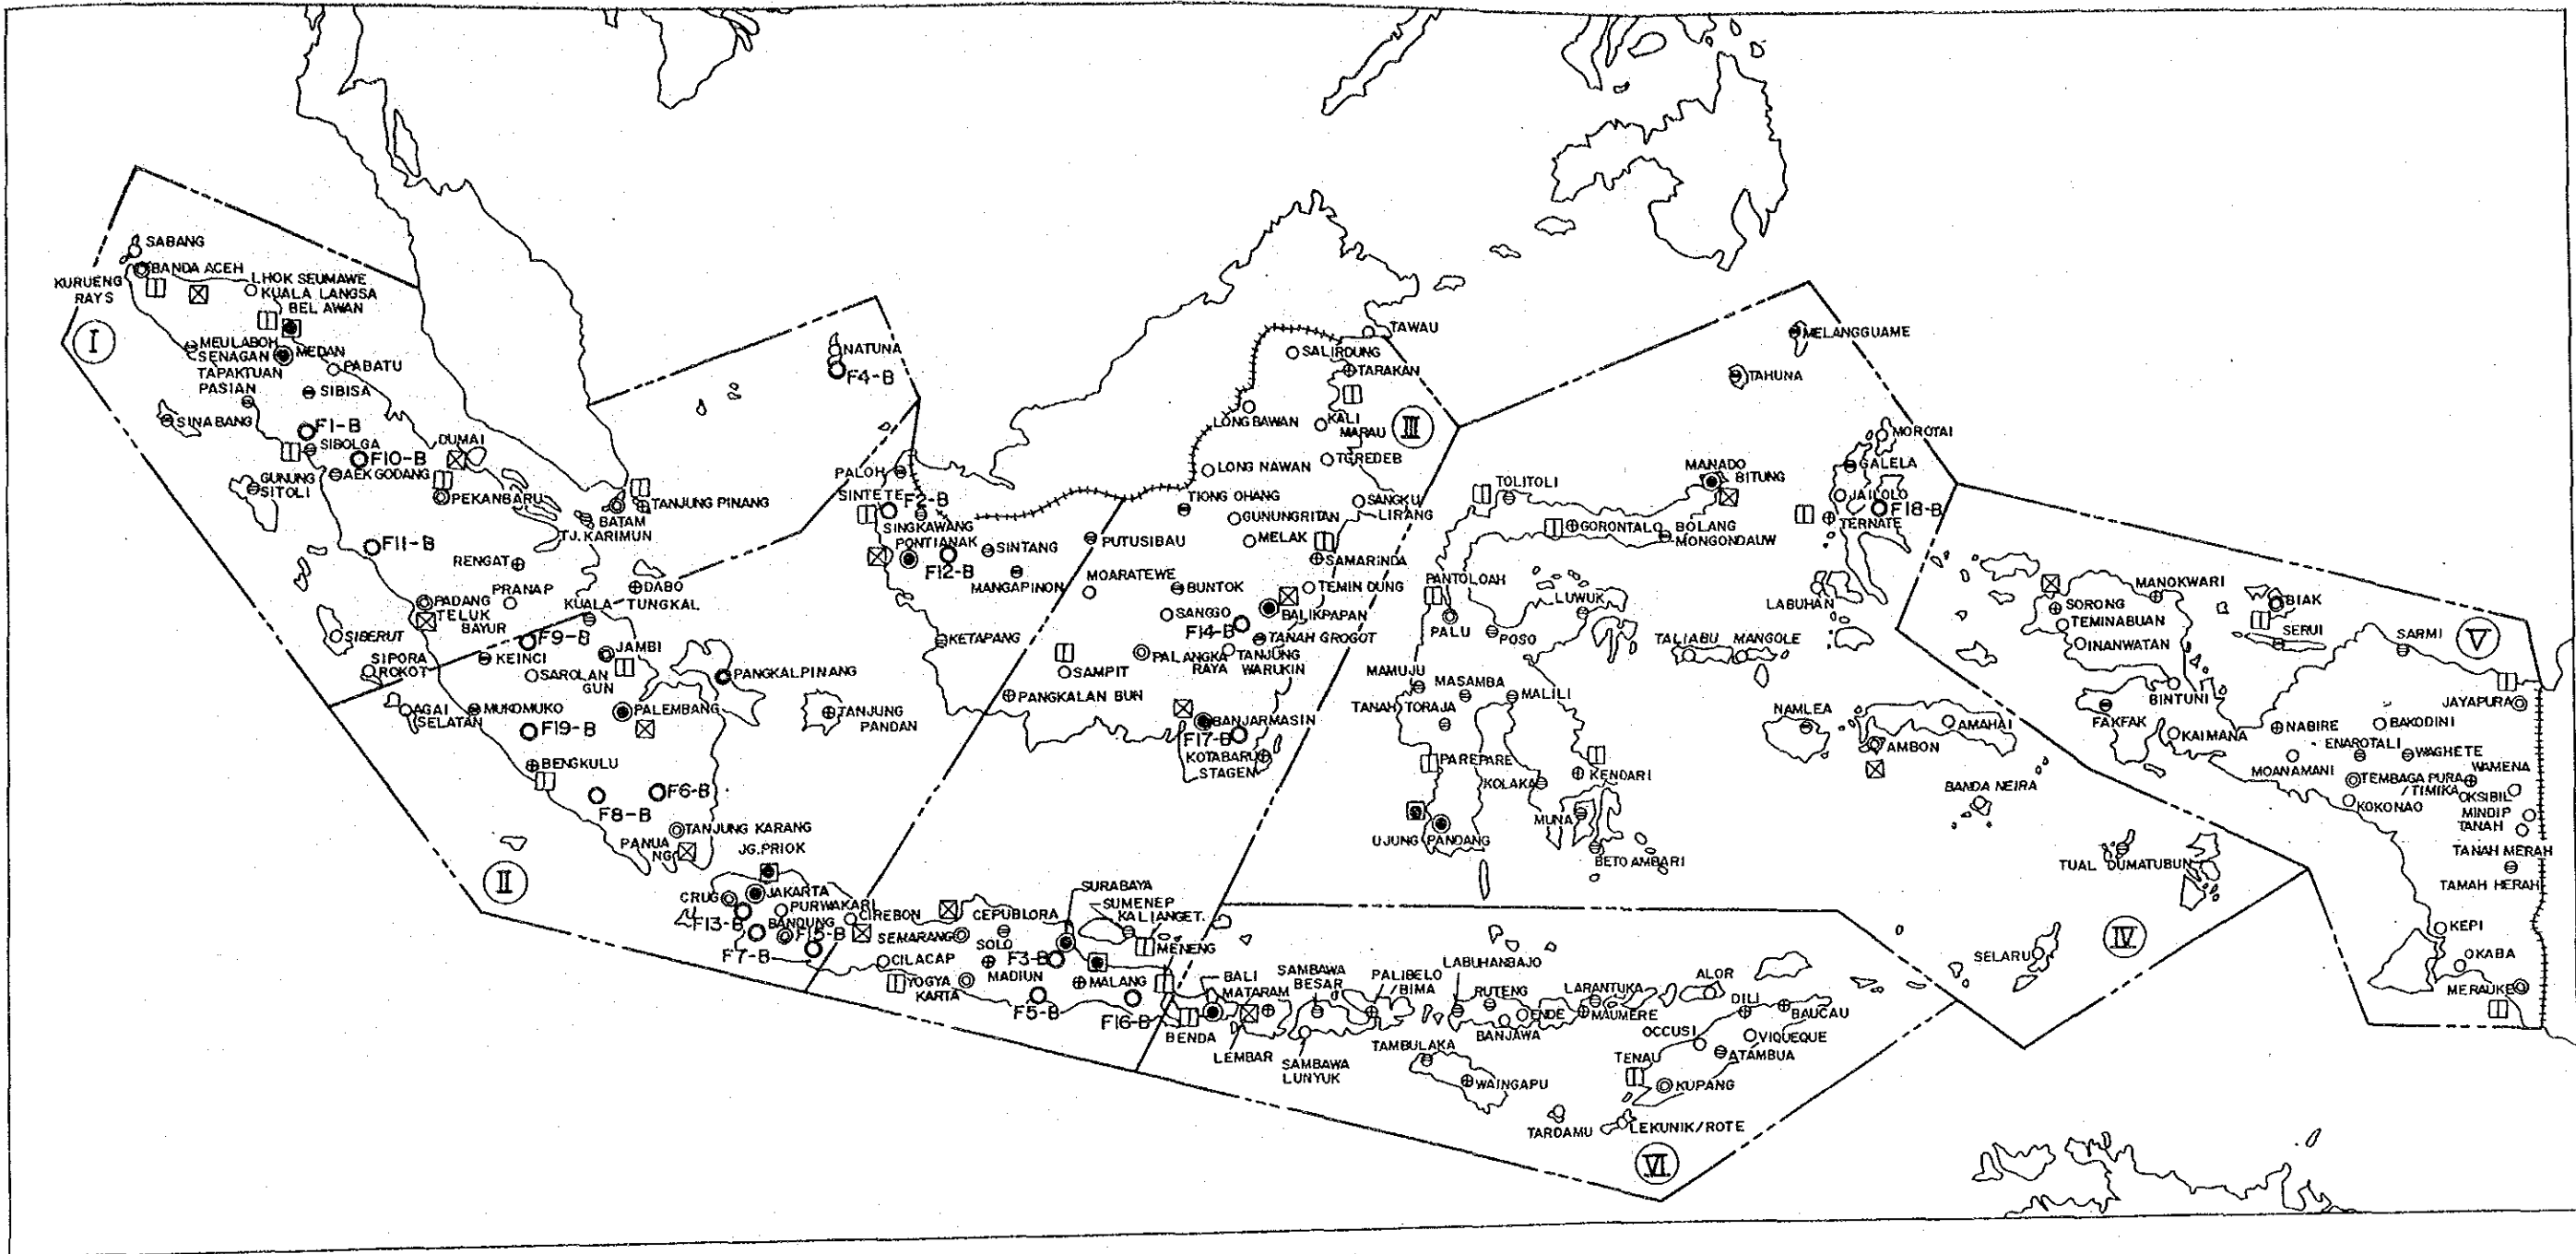 SABANG
BANDA ACEH
KURUENG
RAYS
LHOK SEUMAWE
KUALA LANGSA
BEL AWAN
I
MEULABOH
SENAGAN
MEDAN
TAPAKTUAN
PASIAN
PABATU
SIBISA
SINABANG
F1-B
SIBOLGA
F10-B
DUMAI
AEK GODANG
GUNUNG
SITOLI
PEKANBARU
TANJUNG PINANG
BATAM
TJ. KARIMUN
F11-B
RENGAT
PRANAP
DABO
KUALA TUNGKAL
PADANG
TELUK
BAYUR
SIBERUT
F9-B
JAMBI
SIPORA
ROKOT
KEINCI
SAROLAN
GUN
PANGKALPINANG
AGAI
SELATAN
MUKOMUKO
PALEMBANG
TANJUNG
PANDAN
F19-B
BENGKULU
F8-B
F6-B
TANJUNG KARANG
PANUA
NG
JG.PRIOK
II
CRUG
JAKARTA
PURWAKARI
F13-B
BANDUNG
F15-B
F7-B
CIREBON
NATUNA
F4-B
PALOH
SINTETE
F2-B
SINGKAWANG
PONTIANAK
F12-B
SINTANG
MANGAPINON
PUTUSIBAU
KETAPANG
MOARATEWE
BUNTOK
SANGGO
SAMPIT
PALANGKA
RAYA
PANGKALAN BUN
TAWAU
SALIRDUNG
TARAKAN
LONG BAWAN
KALI
MARAU
III
LONG NAWAN
TGREDEB
TIONG OHANG
SANGKU
LIRANG
GUNUNGRITAN
MELAK
SAMARINDA
TEMIN DUNG
BALIKPAPAN
F14-B
TANAH GROGOT
TANJUNG
WARUKIN
BANJARMASIN
F17-B
KOTABARU
STAGEN
SURABAYA
SUMENEP
KALIANGET.
MENENG
CEPUBLORA
SEMARANG
SOLO
F3-B
CILACAP
YOGYA
KARTA
MADIUN
MALANG
F5-B
F16-B
MELANGGUAME
TAHUNA
MOROTAI
GALELA
JAILOLO
F18-B
TERNATE
MANADO
BITUNG
TOLITOLI
GORONTALO
BOLANG
MONGONDAUW
PANTOLOAH
PALU
POSO
LUWUK
LABUHAN
TALIABU MANGOLE
MAMUJU
MASAMBA
MALILI
TANAH TORAJA
PAREPARE
KOLAKA
KENDARI
MUNA
UJUNG PANDANG
BETO AMBARI
NAMLEA
AMAHAI
AMBON
BANDA NEIRA
TUAL DUMATUBUN
SELARU
IV
SORONG
TEMINABUAN
INANWATAN
MANOKWARI
BIAK
SERUI
SARMI
V
BINTUNI
JAYAPURA
FAKFAK
KAIMANA
NABIRE
BAKODINI
ENAROTALI
WAGHETE
MOANAMANI
TEMBAGA PURA
/TIMIKA
WAMENA
KOKONAO
OKSIBIL
MINDIP
TANAH
TANAH MERAH
TAMAH HERAH
KEPI
OKABA
MERAUKE
BALI
MATARAM
BENDA
LEMBAR
SAMBAWA
BESAR
SAMBAWA
LUNYUK
PALIBELO
/BIMA
LABUHANBAJO
RUTENG
ENDE
BANJAWA
LARANTUKA
MAUMERE
ALOR
DILI
BAUCAU
OCCUSI
VIQUEQUE
ATAMBUA
TENAU
KUPANG
TAMBULAKA
WAINGAPU
TARDAMU
LEKUNIK/ROTE
VI